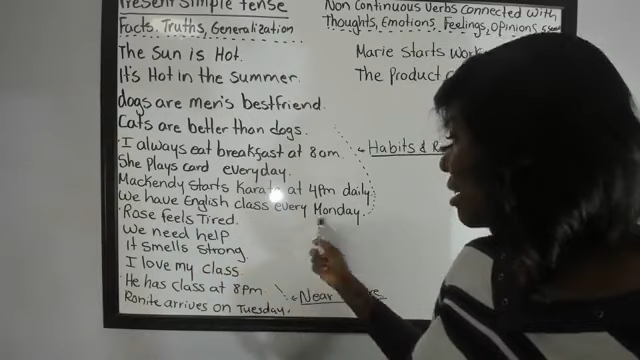 Present Simple Tense
Facts, Truths, Generalization
The Sun is Hot.
It's Hot in the Summer.
dogs are men's bestfriend.
Cats are better than dogs.
I always eat breakfast at 8am.
She Plays card everyday.
Mackendy Starts Karate at 4Pm daily
We have English class every Monday.
Rose feels Tired.
We need help
It smells strong.
I love my class.
He has class at 8PM
Ronite arrives on Tuesday.
Non Continuous Verbs Connected With
Thoughts, Emotions, Feelings, Opinions,
Marie Starts
The Product
Habits &
Near